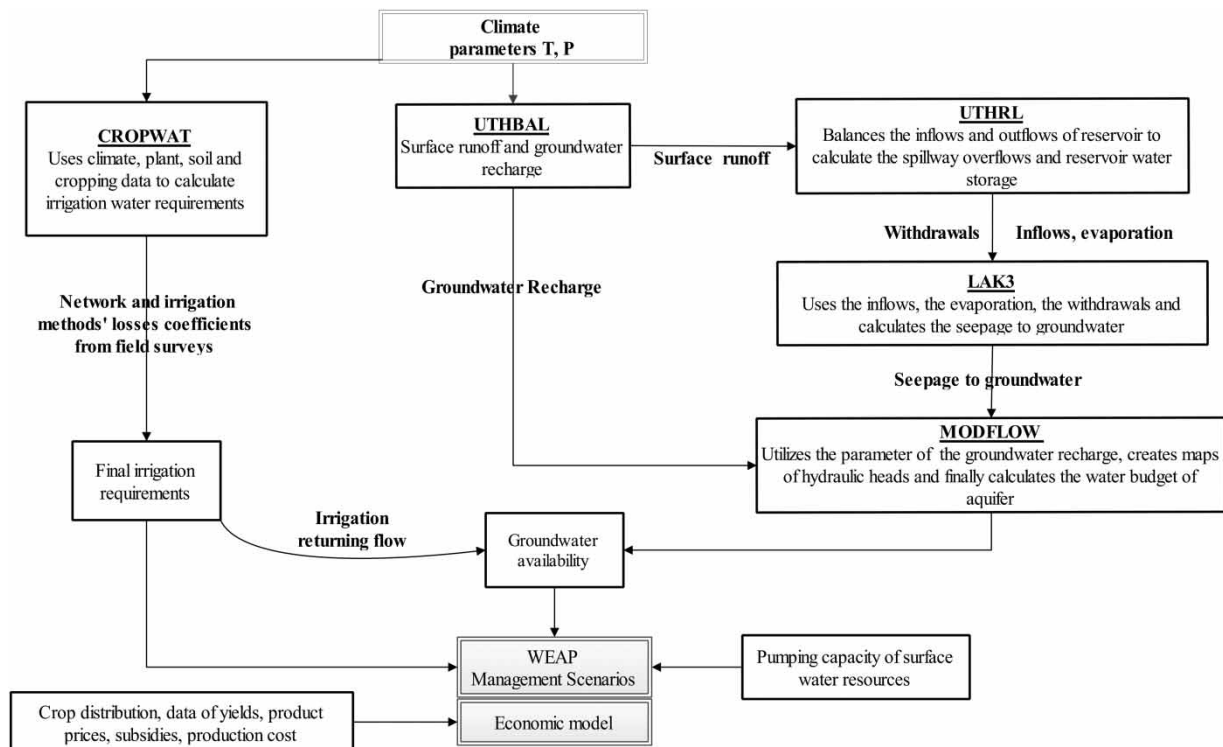 Climate
parameters T, P
CROPWAT
Uses climate, plant, soil and
cropping data to calculate
irrigation water requirements
UTHBAL
Surface runoff and groundwater
recharge
Surface runoff
UTHRL
Balances the inflows and outflows of reservoir to
calculate the spillway overflows and reservoir water
storage
Withdrawals
Inflows, evaporation
Network and irrigation
methods' losses coefficients
from field surveys
Groundwater Recharge
LAK3
Uses the inflows, the evaporation, the withdrawals and
calculates the seepage to groundwater
Seepage to groundwater
MODFLOW
Utilizes the parameter of the groundwater recharge, creates maps
of hydraulic heads and finally calculates the water budget of
aquifer
Final irrigation
requirements
Irrigation
returning flow
Groundwater
availability
WEAP
Management Scenarios
Pumping capacity of surface
water resources
Crop distribution, data of yields, product
prices, subsidies, production cost
Economic model